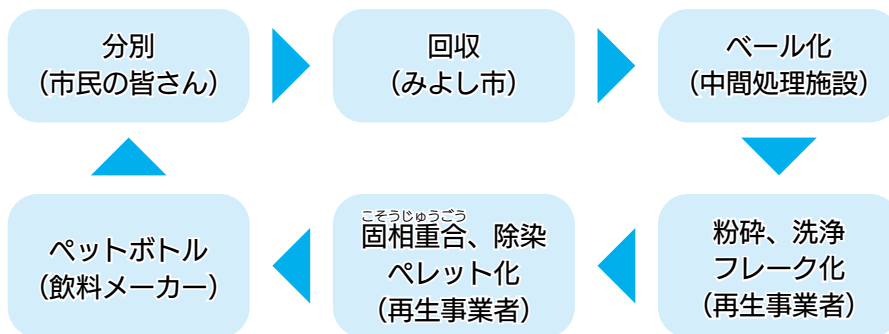 分別
（市民の皆さん）
回収
（みよし市）
ベール化
（中間処理施設）
粉砕、洗浄
フレーク化
（再生事業者）
こそうじゅうごう
固相重合、除染
ペレット化
（再生事業者）
ペットボトル
（飲料メーカー）